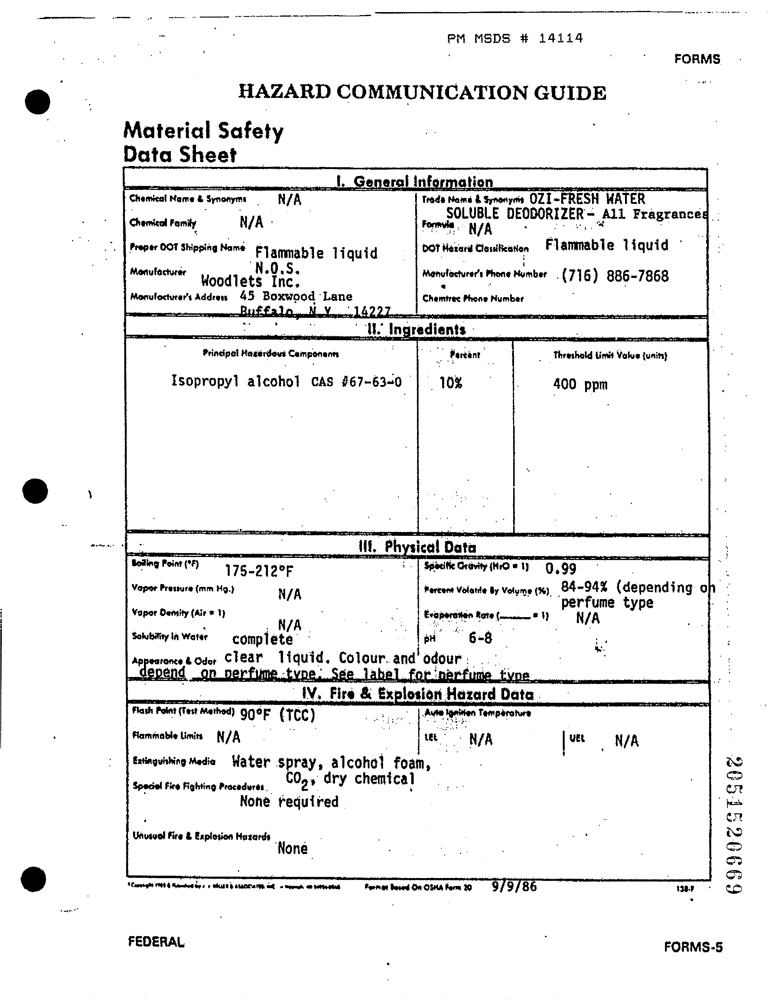 PM MSDS # 14114
FORMS
HAZARD COMMUNICATION GUIDE
Material Safety
Data Sheet
I. General Information
Chemical Name & Synonyms N/A
Trade Name & Synonyms OZI-FRESH WATER
SOLUBLE DEODORIZER- All Fragrances
Chemical Family N/A
Formula N/A
Proper DOT Shipping Name Flammable liquid
N.O.S.
DOT Hazard Classification Flammable liquid
Manufacturer Woodlets Inc.
Manufacturer's Phone Number (716) 886-7868
Manufacturer's Address 45 Boxwood Lane
Buffalo, N.Y. 14227
Chemtrec Phone Number
II. Ingredients
Principal Hazardous Components Percent Threshold Limit Value (units)
Isopropyl alcohol CAS #67-63-0 10% 400 ppm
III. Physical Data
Boiling Point (°F) 175-212°F
Specific Gravity (H2O = 1) 0.99
Vapor Pressure (mm Hg.) N/A
Percent Volatile By Volume (%) 84-94% (depending on
perfume type
Vapor Density (Air = 1) N/A
Evaporation Rate (____ = 1) N/A
Solubility In Water complete
pH 6-8
Appearance & Odor clear liquid. Colour and odour
depend on perfume type. See label for perfume type
IV. Fire & Explosion Hazard Data
Flash Point (Test Method) 90°F (TCC)
Auto Ignition Temperature
Flammable Limits N/A
LEL N/A
UEL N/A
Extinguishing Media Water spray, alcohol foam,
CO2, dry chemical
Special Fire Fighting Procedures
None required
Unusual Fire & Explosion Hazards
None
Format Based On OSHA Form 20 9/9/86 138-F
2051520669
FEDERAL
FORMS-5